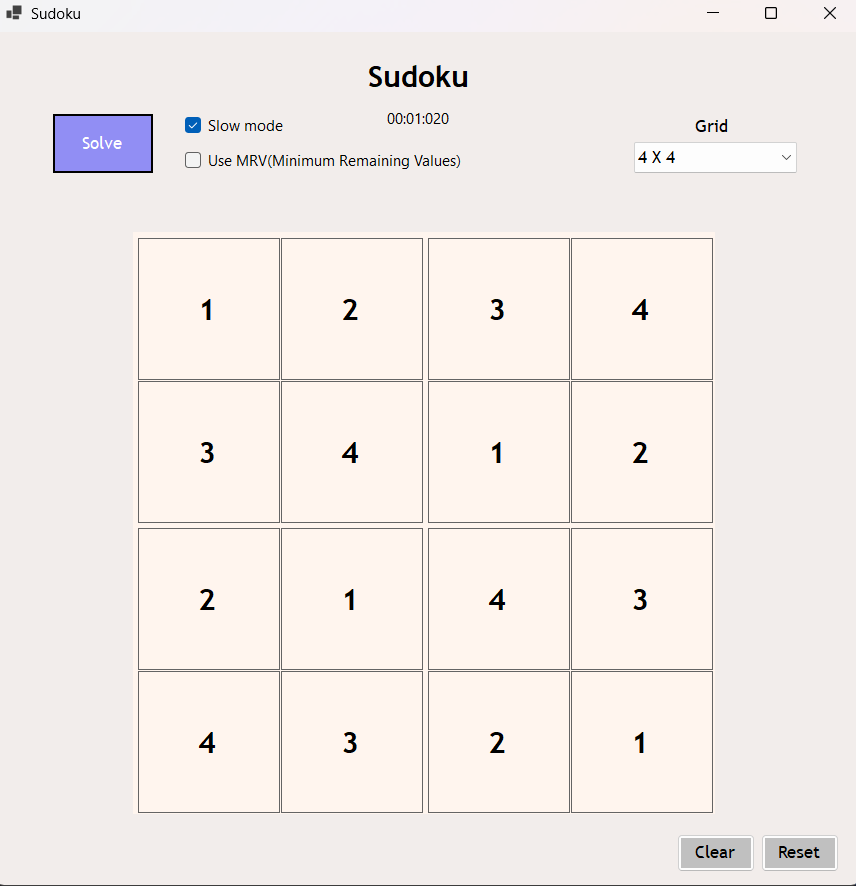 Sudoku
Sudoku
Solve
Slow mode
00:01:020
Grid
Use MRV(Minimum Remaining Values)
4 X 4
1 2 3 4
3 4 1 2
2 1 4 3
4 3 2 1
Clear Reset